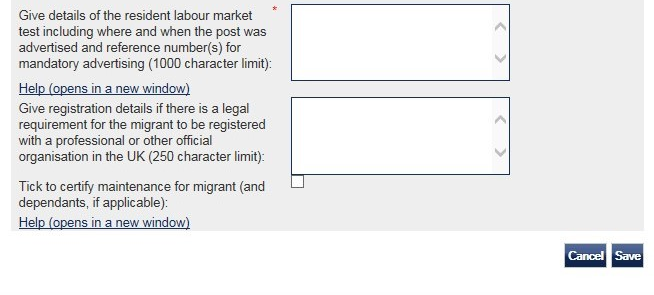 Give details of the resident labour market *
test including where and when the post was
advertised and reference number(s) for
mandatory advertising (1000 character limit):
Help (opens in a new window)
Give registration details if there is a legal
requirement for the migrant to be registered
with a professional or other official
organisation in the UK (250 character limit):
Tick to certify maintenance for migrant (and
dependants, if applicable):
Help (opens in a new window)
Cancel Save